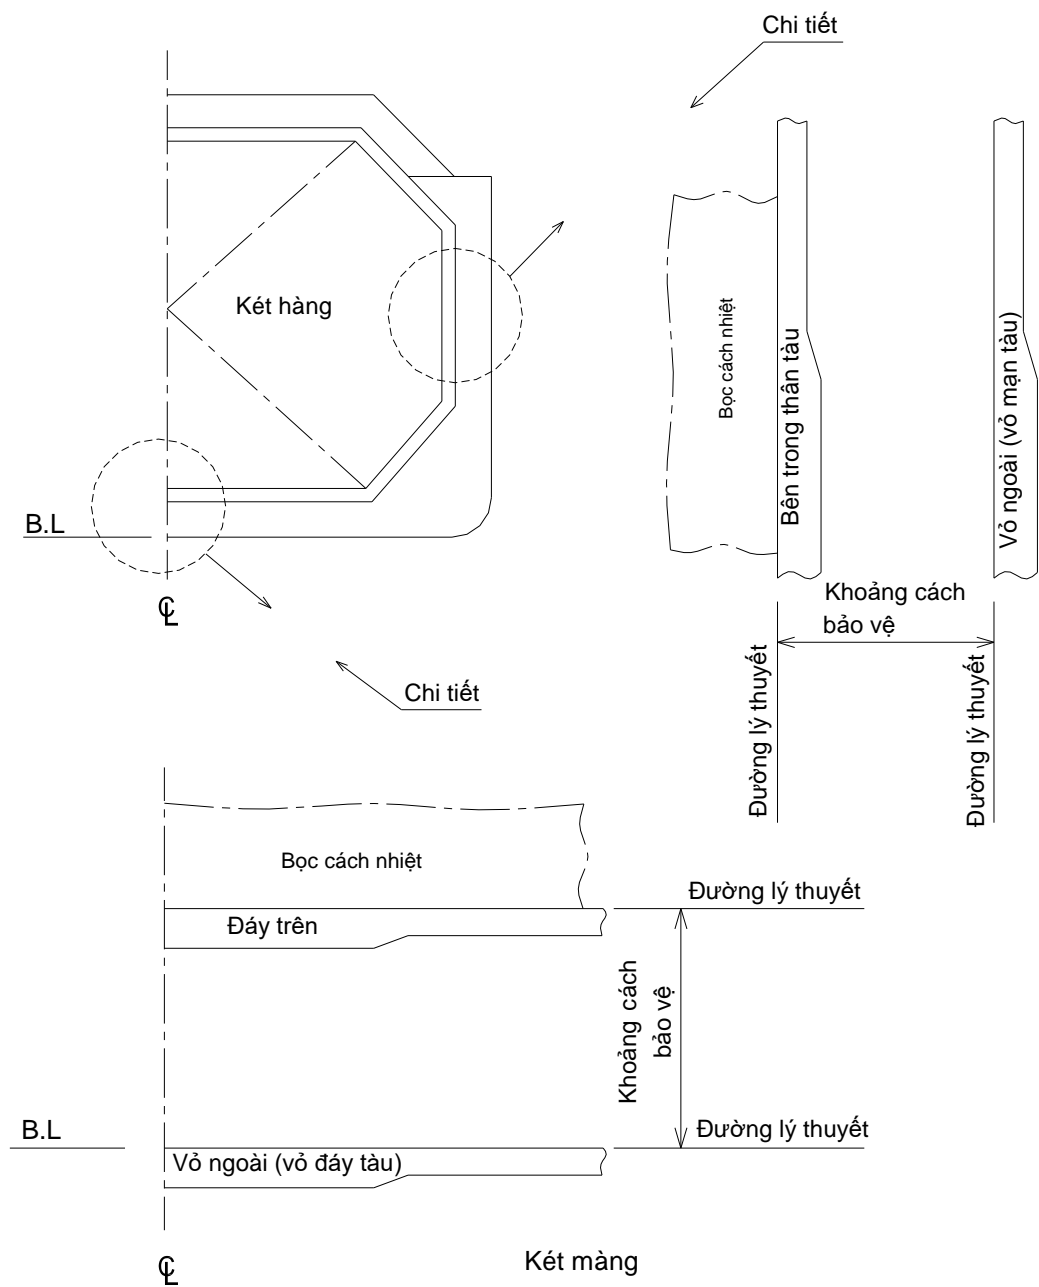 Chi tiết
Két hàng
Bọc cách nhiệt
Bên trong thân tàu
Vỏ ngoài (vỏ mạn tàu)
B.L
℄
Khoảng cách
bảo vệ
Đường lý thuyết
Đường lý thuyết
Chi tiết
Bọc cách nhiệt
Đường lý thuyết
Đáy trên
Khoảng cách
bảo vệ
B.L
Đường lý thuyết
Vỏ ngoài (vỏ đáy tàu)
℄
Két màng